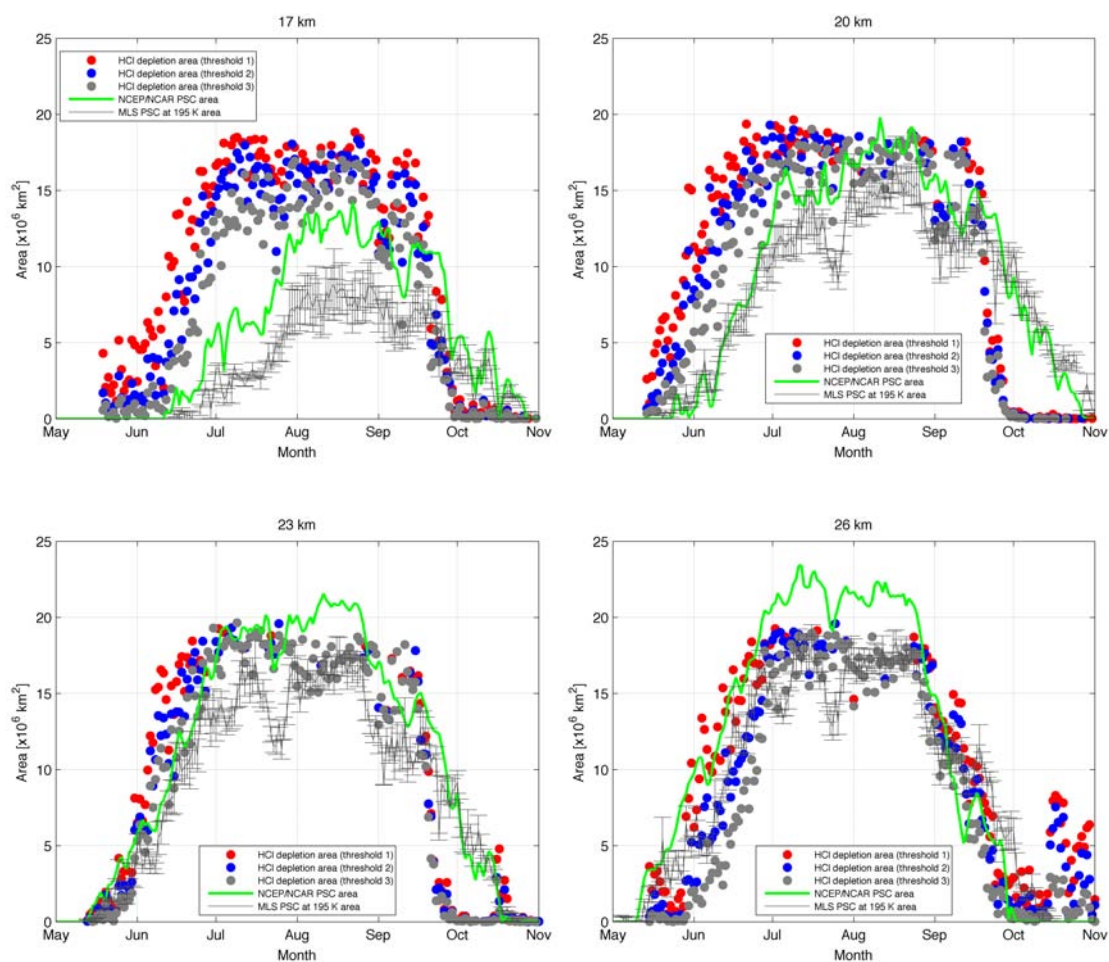 17 km
25
20
15
10
5
0
Area [x10⁶ km²]
HCl depletion area (threshold 1)
HCl depletion area (threshold 2)
HCl depletion area (threshold 3)
NCEP/NCAR PSC area
MLS PSC at 195 K area
May Jun Jul Aug Sep Oct Nov
Month
20 km
25
20
15
10
5
0
Area [x10⁶ km²]
HCl depletion area (threshold 1)
HCl depletion area (threshold 2)
HCl depletion area (threshold 3)
NCEP/NCAR PSC area
MLS PSC at 195 K area
May Jun Jul Aug Sep Oct Nov
Month
23 km
25
20
15
10
5
0
Area [x10⁶ km²]
HCl depletion area (threshold 1)
HCl depletion area (threshold 2)
HCl depletion area (threshold 3)
NCEP/NCAR PSC area
MLS PSC at 195 K area
May Jun Jul Aug Sep Oct Nov
Month
26 km
25
20
15
10
5
0
Area [x10⁶ km²]
HCl depletion area (threshold 1)
HCl depletion area (threshold 2)
HCl depletion area (threshold 3)
NCEP/NCAR PSC area
MLS PSC at 195 K area
May Jun Jul Aug Sep Oct Nov
Month